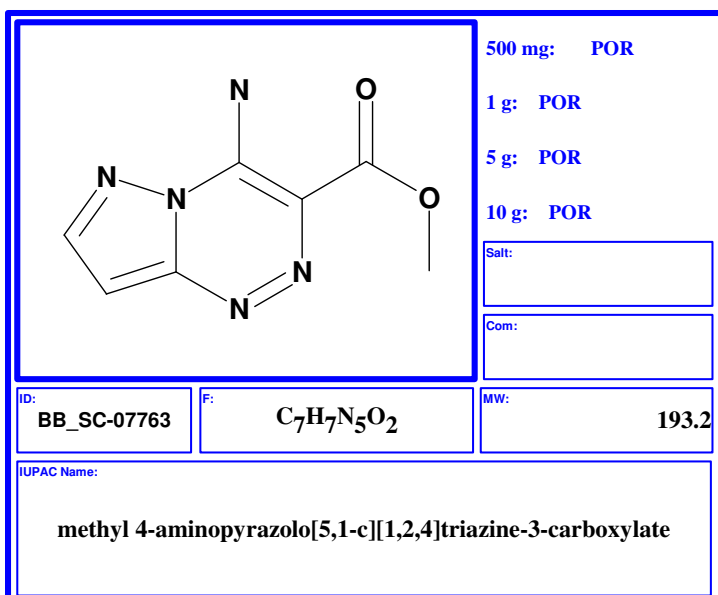 N
O
N
N
O
N
N
500 mg: POR
1 g: POR
5 g: POR
10 g: POR
Salt:
Com:
ID:
BB_SC-07763
F:
C7H7N5O2
MW:
193.2
IUPAC Name:
methyl 4-aminopyrazolo[5,1-c][1,2,4]triazine-3-carboxylate